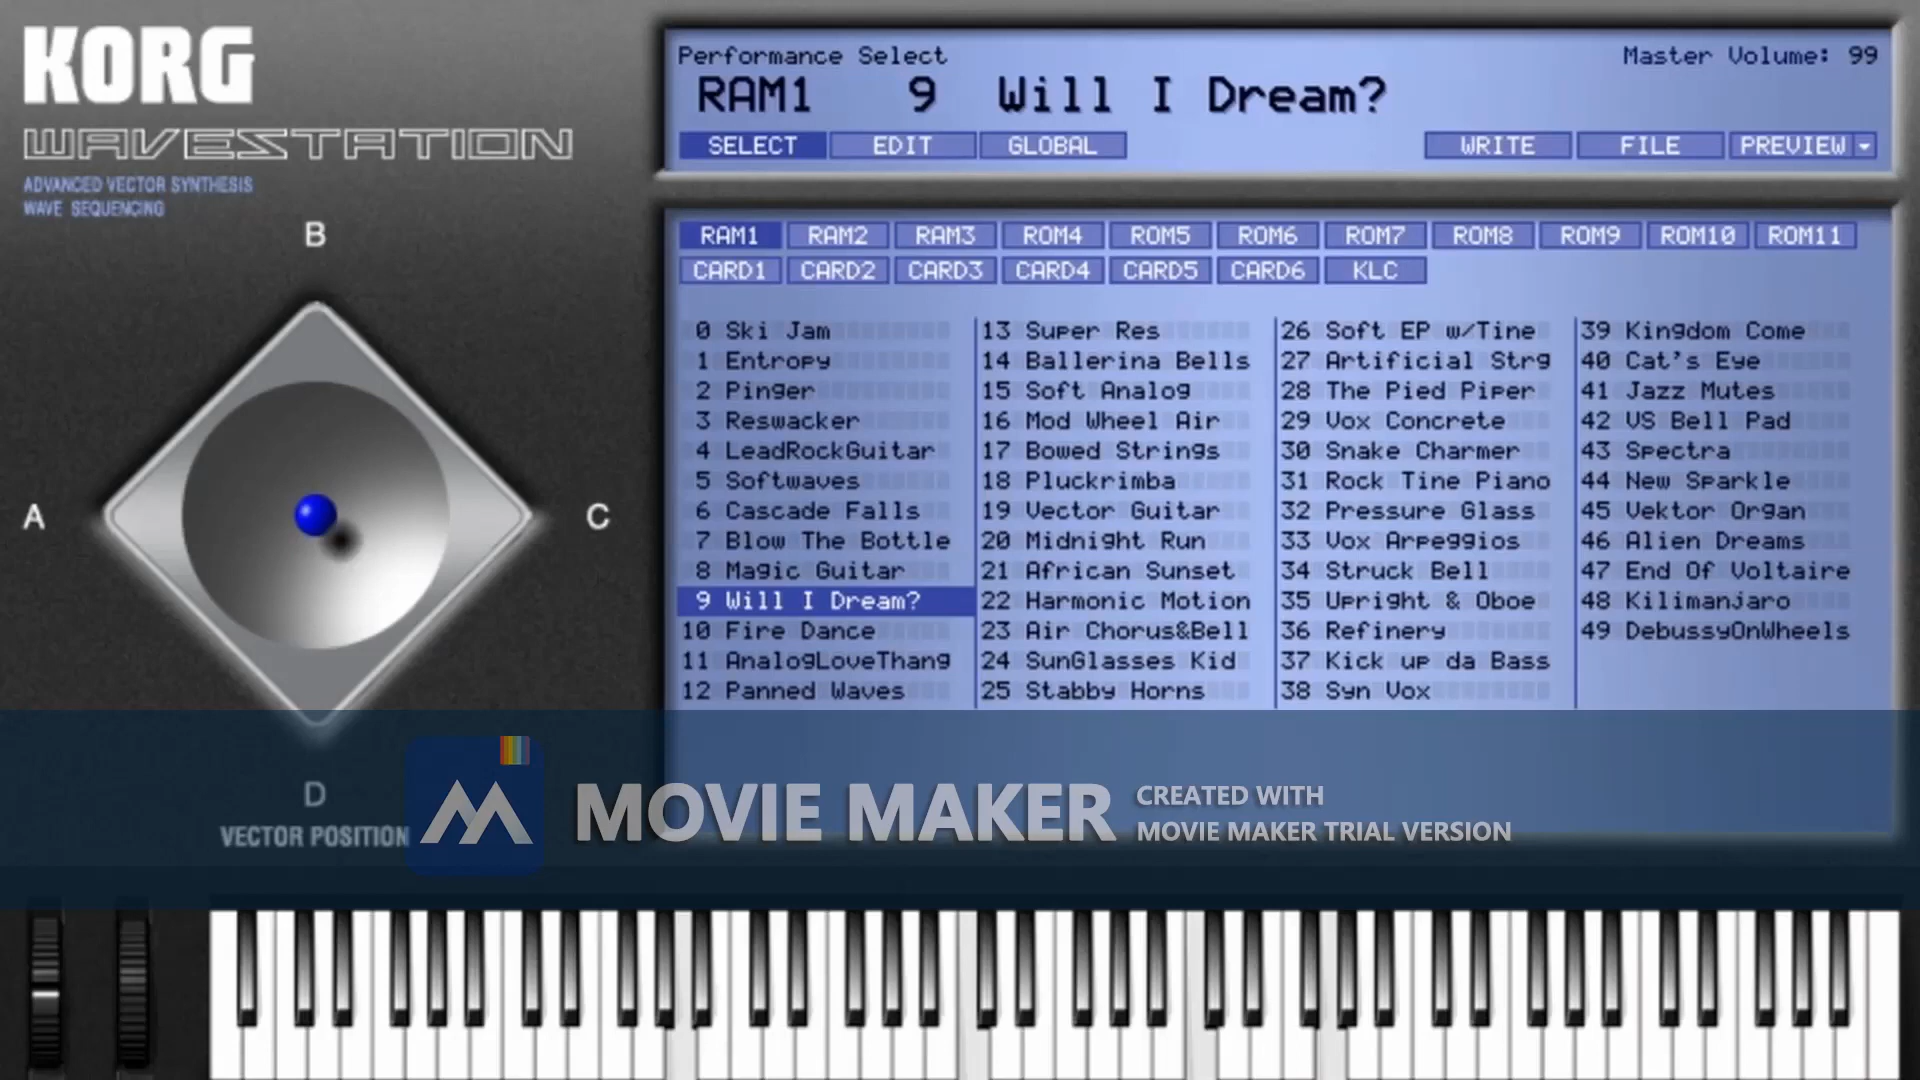 KORG
WAVESTATION
ADVANCED VECTOR SYNTHESIS
WAVE SEQUENCING
B
A
C
D
VECTOR POSITION
Performance Select
Master Volume: 99
RAM1 9 Will I Dream?
SELECT EDIT GLOBAL WRITE FILE PREVIEW
RAM1 RAM2 RAM3 ROM4 ROM5 ROM6 ROM7 ROM8 ROM9 ROM10 ROM11
CARD1 CARD2 CARD3 CARD4 CARD5 CARD6 KLC
0 Ski Jam
1 Entropy
2 Pinger
3 Reswacker
4 LeadRockGuitar
5 Softwaves
6 Cascade Falls
7 Blow The Bottle
8 Magic Guitar
9 Will I Dream?
10 Fire Dance
11 AnalogLoveThang
12 Panned Waves
13 Super Res
14 Ballerina Bells
15 Soft Analog
16 Mod Wheel Air
17 Bowed Strings
18 Pluckrimba
19 Vector Guitar
20 Midnight Run
21 African Sunset
22 Harmonic Motion
23 Air Chorus&Bell
24 SunGlasses Kid
25 Stabby Horns
26 Soft EP w/Tine
27 Artificial Strg
28 The Pied Piper
29 Vox Concrete
30 Snake Charmer
31 Rock Tine Piano
32 Pressure Glass
33 Vox Arpeggios
34 Struck Bell
35 Upright & Oboe
36 Refinery
37 Kick up da Bass
38 Syn Vox
39 Kingdom Come
40 Cat's Eye
41 Jazz Mutes
42 VS Bell Pad
43 Spectra
44 New Sparkle
45 Vektor Organ
46 Alien Dreams
47 End Of Voltaire
48 Kilimanjaro
49 DebussyOnWheels
MOVIE MAKER
CREATED WITH
MOVIE MAKER TRIAL VERSION